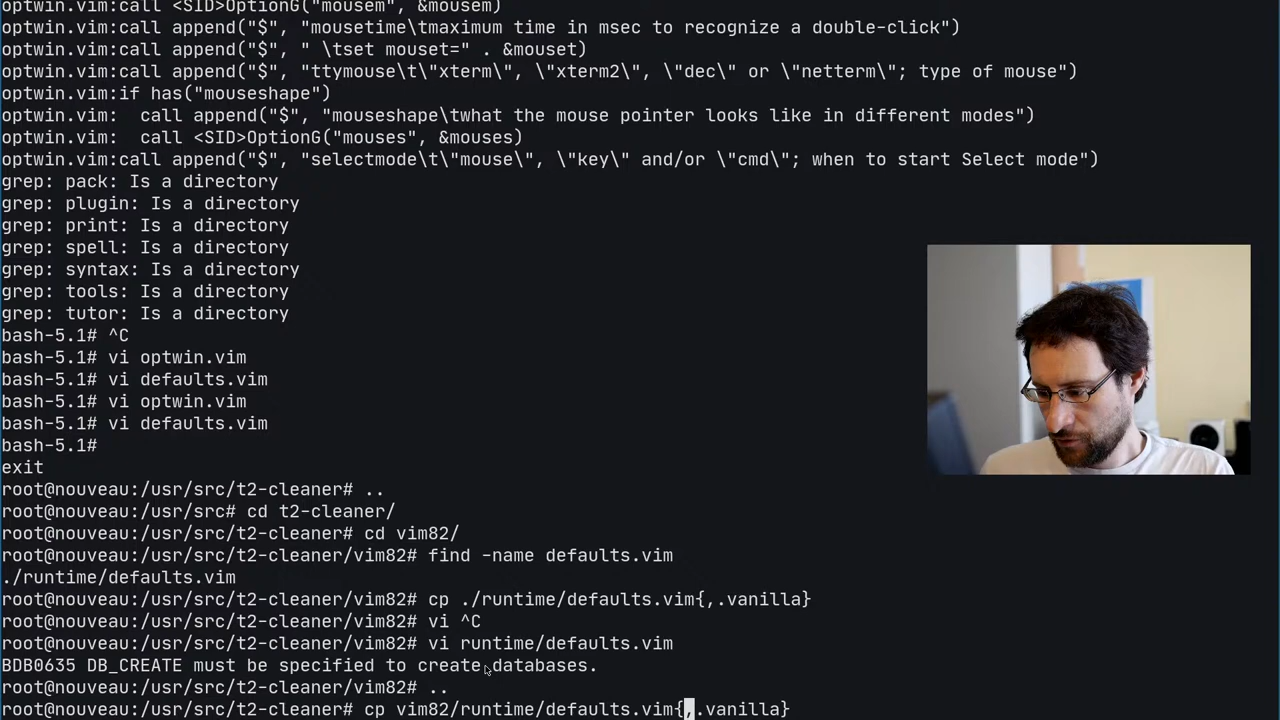 optwin.vim:call <SID>OptionG("mousem", &mousem)
optwin.vim:call append("$", "mousetime\tmaximum time in msec to recognize a double-click")
optwin.vim:call append("$", " \tset mouset=" . &mouset)
optwin.vim:call append("$", "ttymouse\t\"xterm\", \"xterm2\", \"dec\" or \"netterm\"; type of mouse")
optwin.vim:if has("mouseshape")
optwin.vim:  call append("$", "mouseshape\twhat the mouse pointer looks like in different modes")
optwin.vim:  call <SID>OptionG("mouses", &mouses)
optwin.vim:call append("$", "selectmode\t\"mouse\", \"key\" and/or \"cmd\"; when to start Select mode")
grep: pack: Is a directory
grep: plugin: Is a directory
grep: print: Is a directory
grep: spell: Is a directory
grep: syntax: Is a directory
grep: tools: Is a directory
grep: tutor: Is a directory
bash-5.1# ^C
bash-5.1# vi optwin.vim
bash-5.1# vi defaults.vim
bash-5.1# vi optwin.vim
bash-5.1# vi defaults.vim
bash-5.1#
exit
root@nouveau:/usr/src/t2-cleaner# ..
root@nouveau:/usr/src# cd t2-cleaner/
root@nouveau:/usr/src/t2-cleaner# cd vim82/
root@nouveau:/usr/src/t2-cleaner/vim82# find -name defaults.vim
./runtime/defaults.vim
root@nouveau:/usr/src/t2-cleaner/vim82# cp ./runtime/defaults.vim{,.vanilla}
root@nouveau:/usr/src/t2-cleaner/vim82# vi ^C
root@nouveau:/usr/src/t2-cleaner/vim82# vi runtime/defaults.vim
BDB0635 DB_CREATE must be specified to create databases.
root@nouveau:/usr/src/t2-cleaner/vim82# ..
root@nouveau:/usr/src/t2-cleaner# cp vim82/runtime/defaults.vim{,.vanilla}